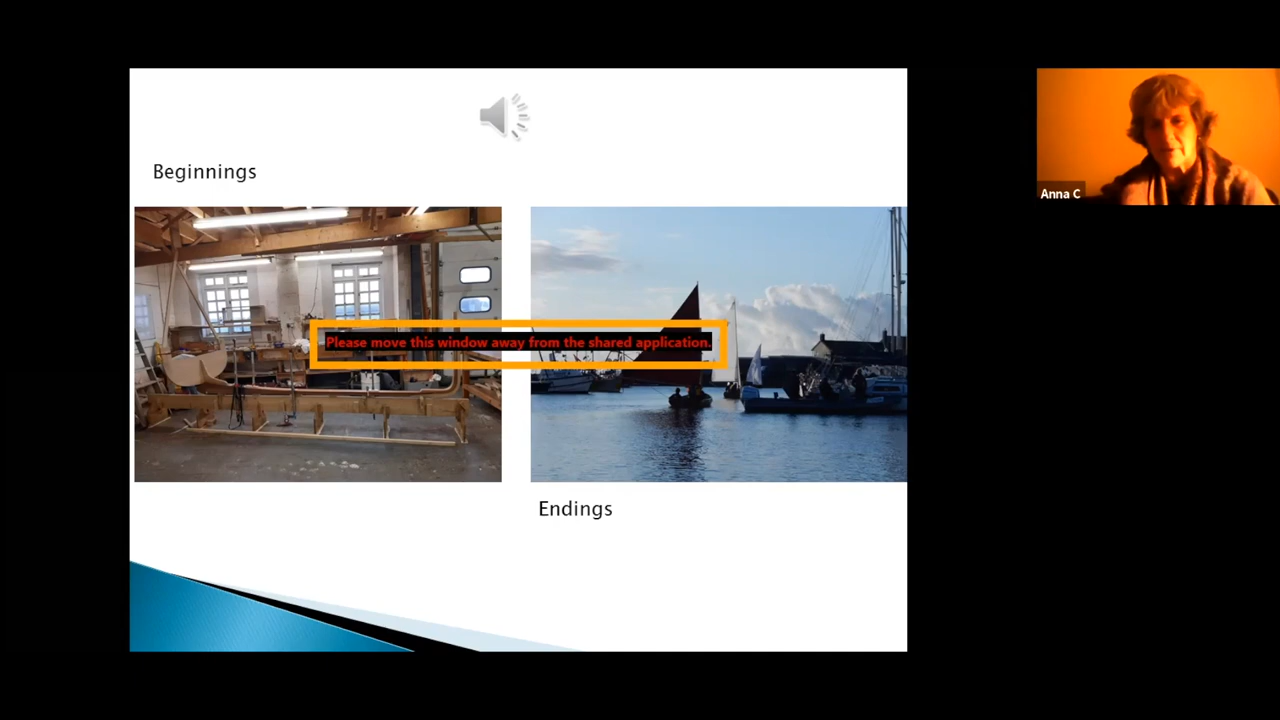 Beginnings
Please move this window away from the shared application.
Endings
Anna C